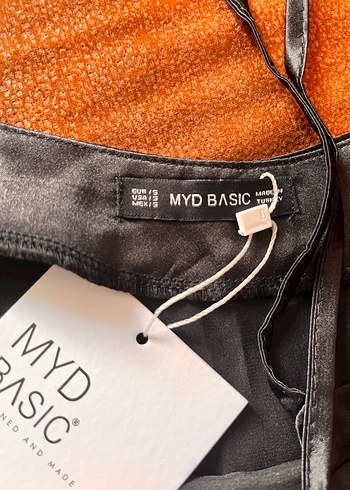 EUR/S
USA/S
MEX/S
MYD BASIC
MADE IN
TURKEY
MYD
BASIC®
NED AND MADE